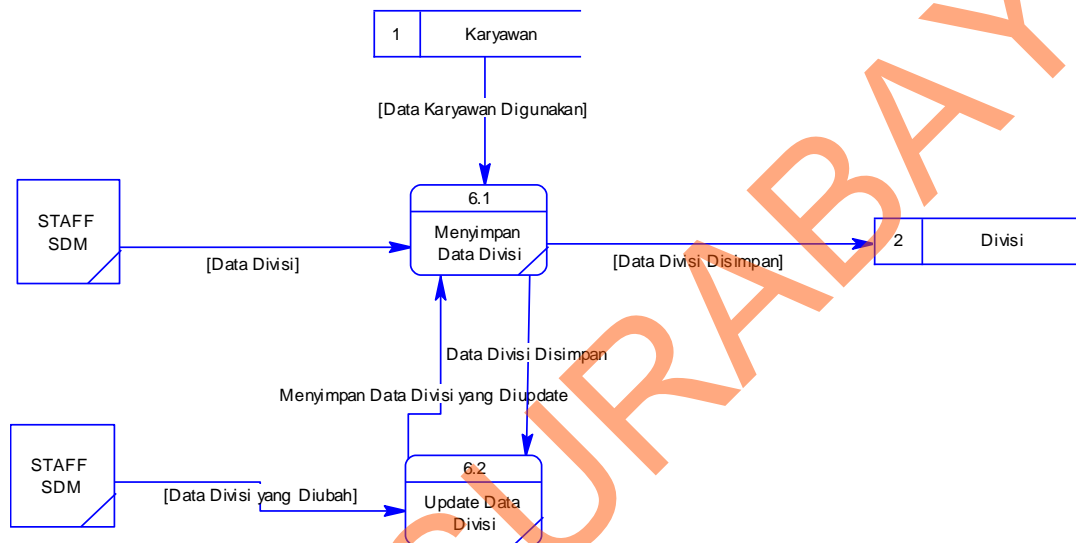 1 Karyawan
[Data Karyawan Digunakan]
6.1
Menyimpan
Data Divisi
STAFF
SDM
[Data Divisi]
[Data Divisi Disimpan]
2 Divisi
Data Divisi Disimpan
Menyimpan Data Divisi yang Diupdate
STAFF
SDM
[Data Divisi yang Diubah]
6.2
Update Data
Divisi
SURABAY